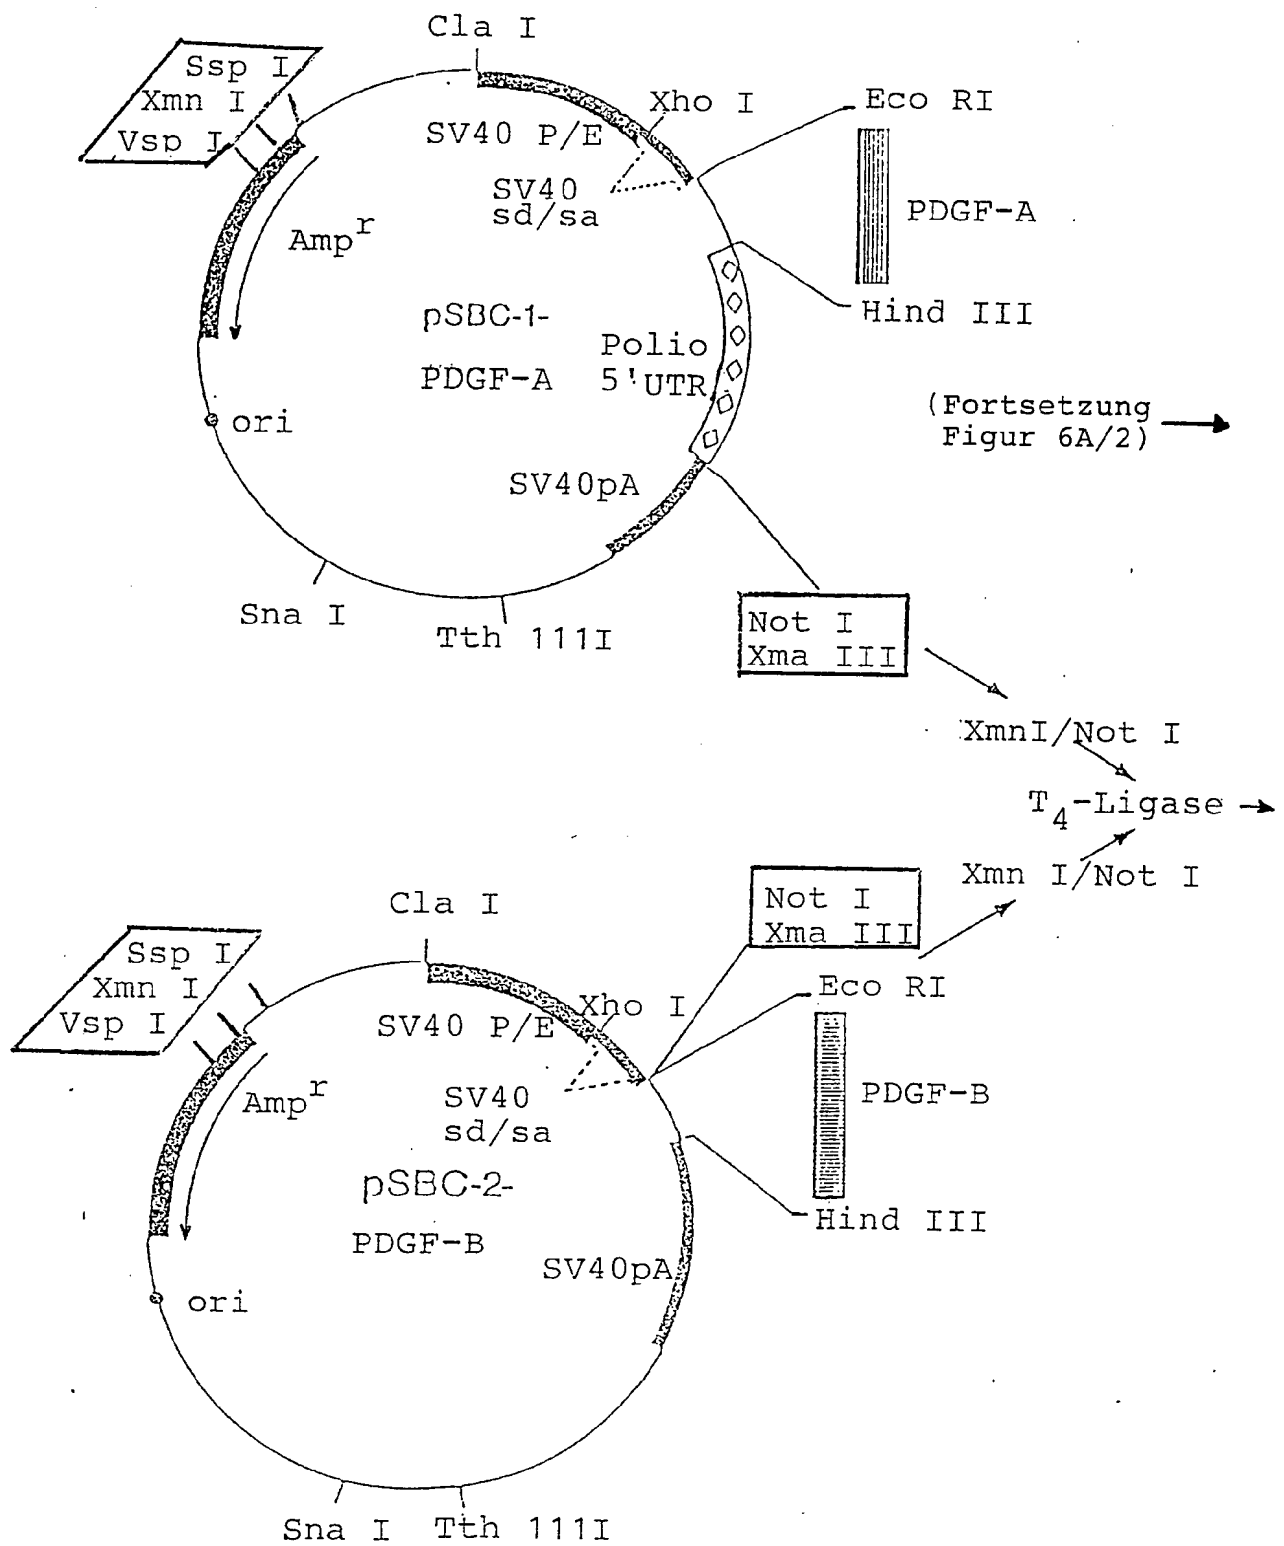 Cla I
Ssp I
Xmn I
Vsp I
Xho I
Eco RI
SV40 P/E
SV40
sd/sa
PDGF-A
Amp^r
Hind III
pSBC-1-
PDGF-A
Polio
5'UTR
(Fortsetzung
Figur 6A/2)
ori
SV40pA
Sna I
Tth 111I
Not I
Xma III
XmnI/Not I
T4-Ligase
Xmn I/Not I
Not I
Xma III
Cla I
Ssp I
Xmn I
Vsp I
Xho I
Eco RI
SV40 P/E
SV40
sd/sa
PDGF-B
Amp^r
pSBC-2-
PDGF-B
Hind III
SV40pA
ori
Sna I
Tth 111I